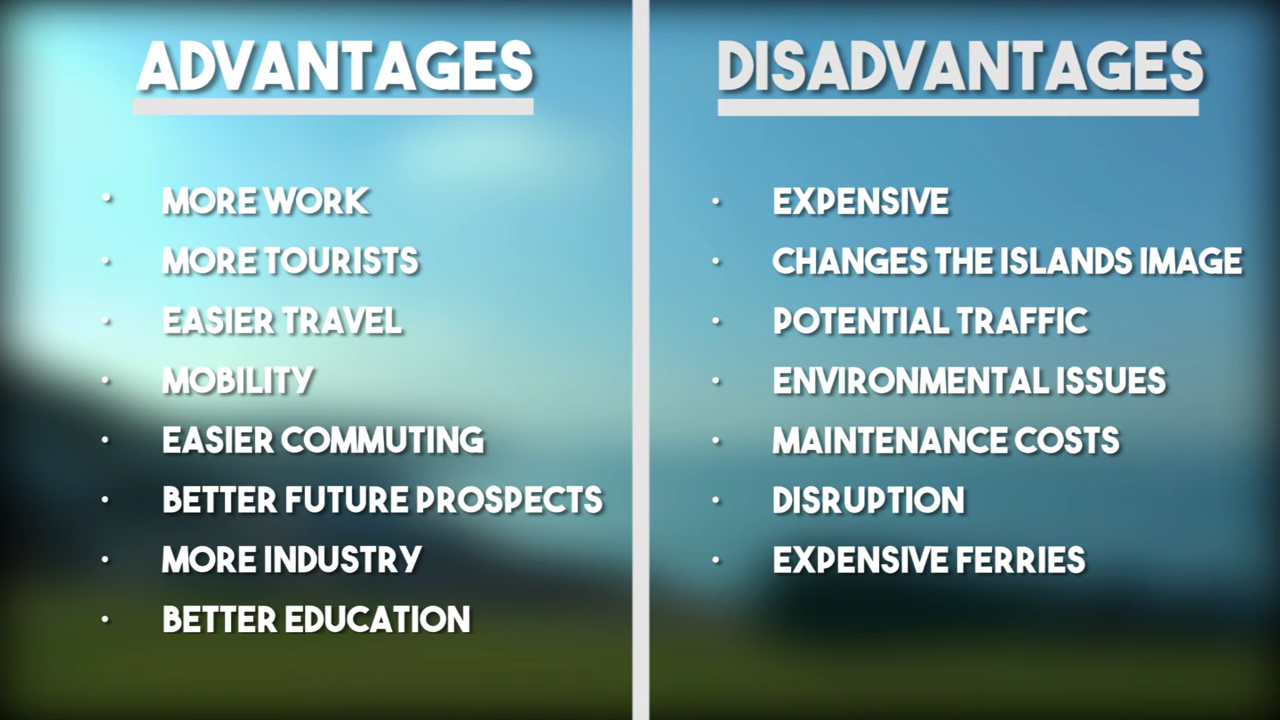 ADVANTAGES
• MORE WORK
• MORE TOURISTS
• EASIER TRAVEL
• MOBILITY
• EASIER COMMUTING
• BETTER FUTURE PROSPECTS
• MORE INDUSTRY
• BETTER EDUCATION
DISADVANTAGES
• EXPENSIVE
• CHANGES THE ISLANDS IMAGE
• POTENTIAL TRAFFIC
• ENVIRONMENTAL ISSUES
• MAINTENANCE COSTS
• DISRUPTION
• EXPENSIVE FERRIES